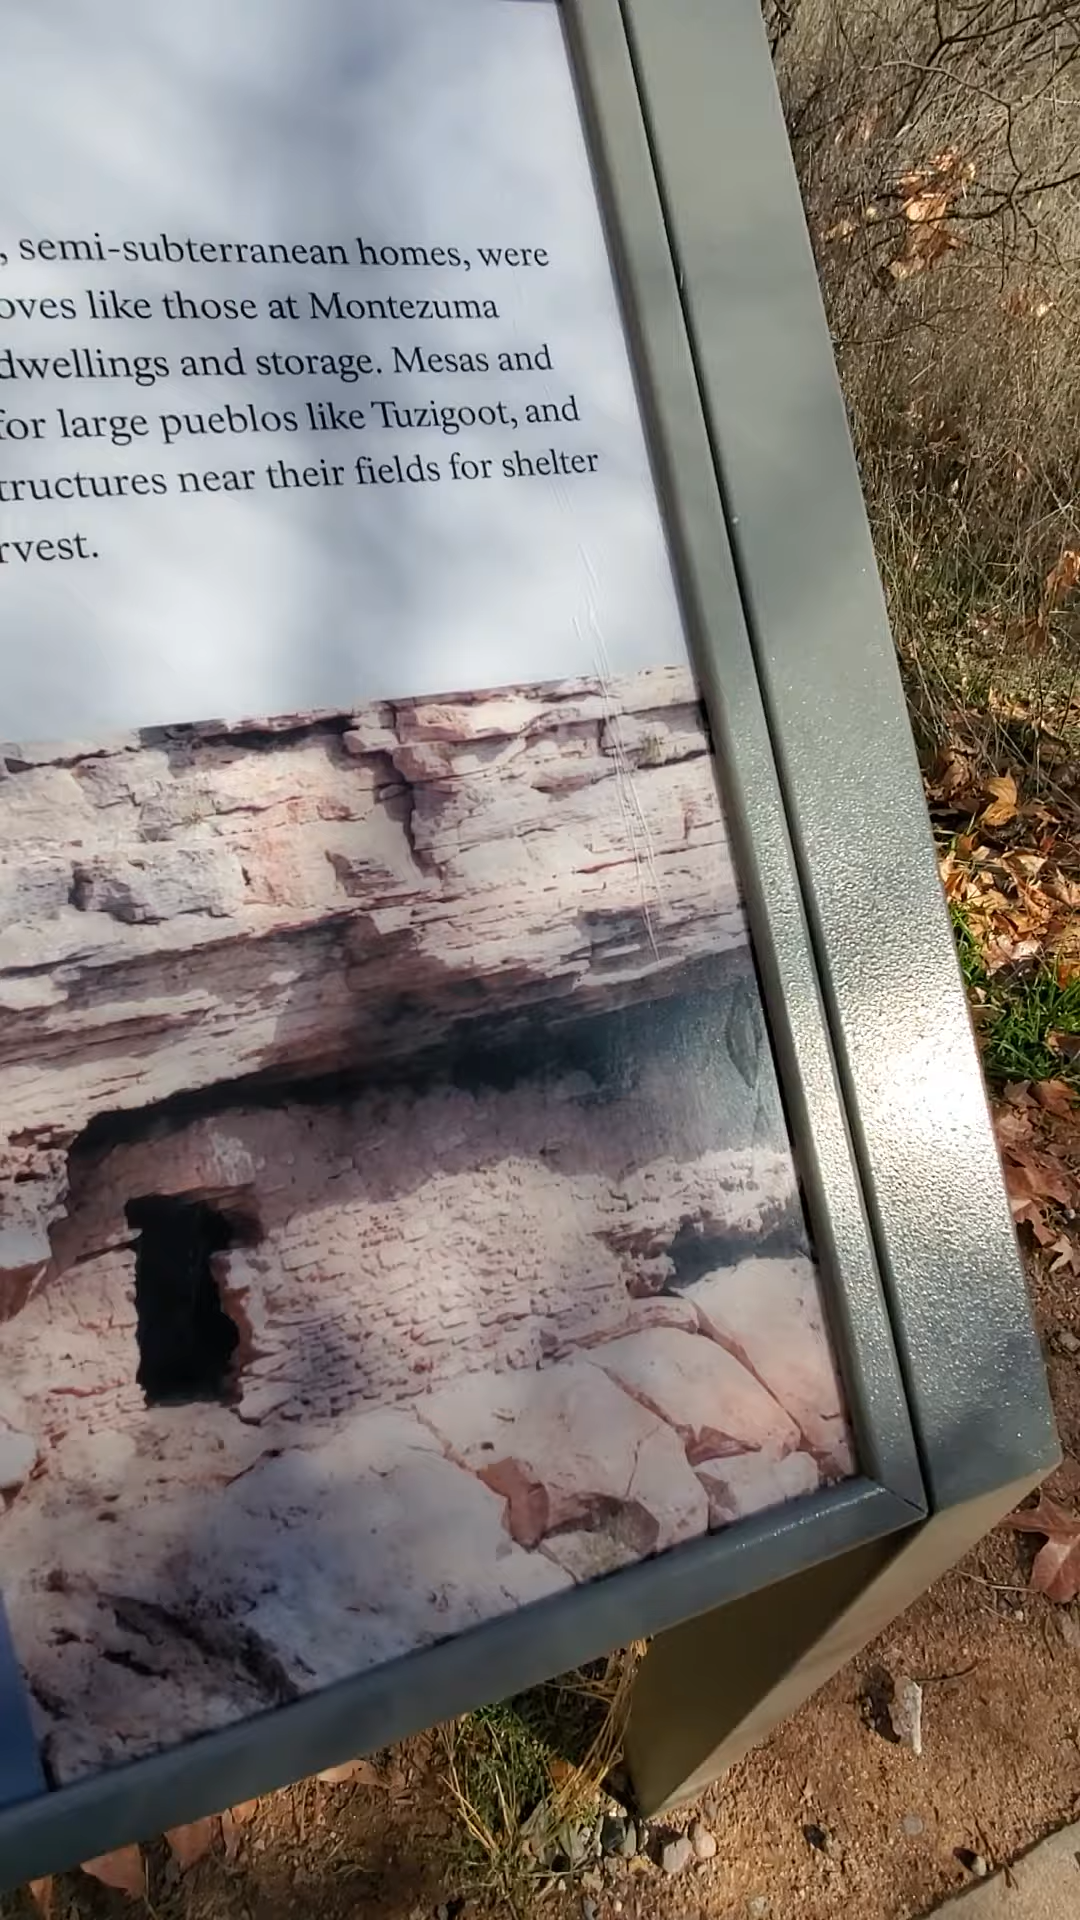 , semi-subterranean homes, were
oves like those at Montezuma
dwellings and storage. Mesas and
for large pueblos like Tuzigoot, and
tructures near their fields for shelter
rvest.